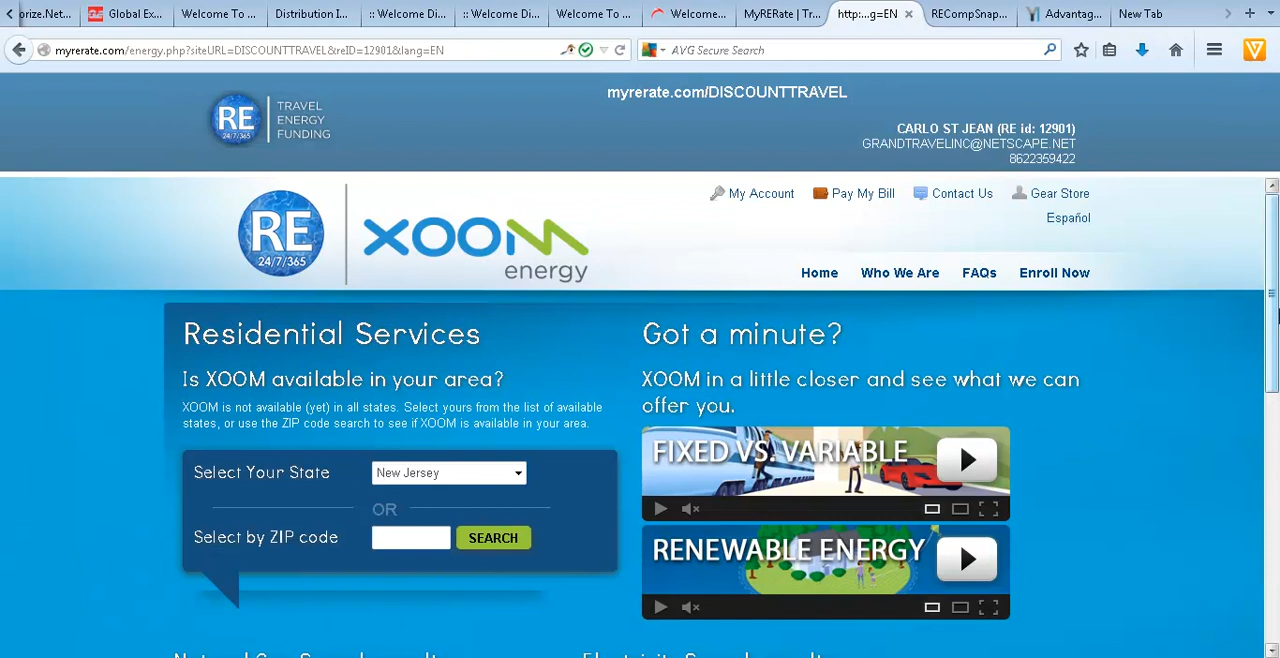 orize.Net...
Global Ex...
Welcome To ...
Distribution I...
:: Welcome Di...
:: Welcome Di...
Welcome To ...
Welcome...
MyRERate | Tr...
http:...g=EN
RECompSnap...
Advantag...
New Tab
myrerate.com/energy.php?siteURL=DISCOUNTTRAVEL&reID=12901&lang=EN
AVG Secure Search
myrerate.com/DISCOUNTTRAVEL
RE
24/7/365
TRAVEL
ENERGY
FUNDING
CARLO ST JEAN (RE id: 12901)
GRANDTRAVELINC@NETSCAPE.NET
8622359422
My Account
Pay My Bill
Contact Us
Gear Store
Español
RE
24/7/365
XOOM
energy
Home
Who We Are
FAQs
Enroll Now
Residential Services
Is XOOM available in your area?
XOOM is not available (yet) in all states. Select yours from the list of available
states, or use the ZIP code search to see if XOOM is available in your area.
Select Your State
New Jersey
OR
Select by ZIP code
SEARCH
Got a minute?
XOOM in a little closer and see what we can
offer you.
FIXED VS. VARIABLE
RENEWABLE ENERGY